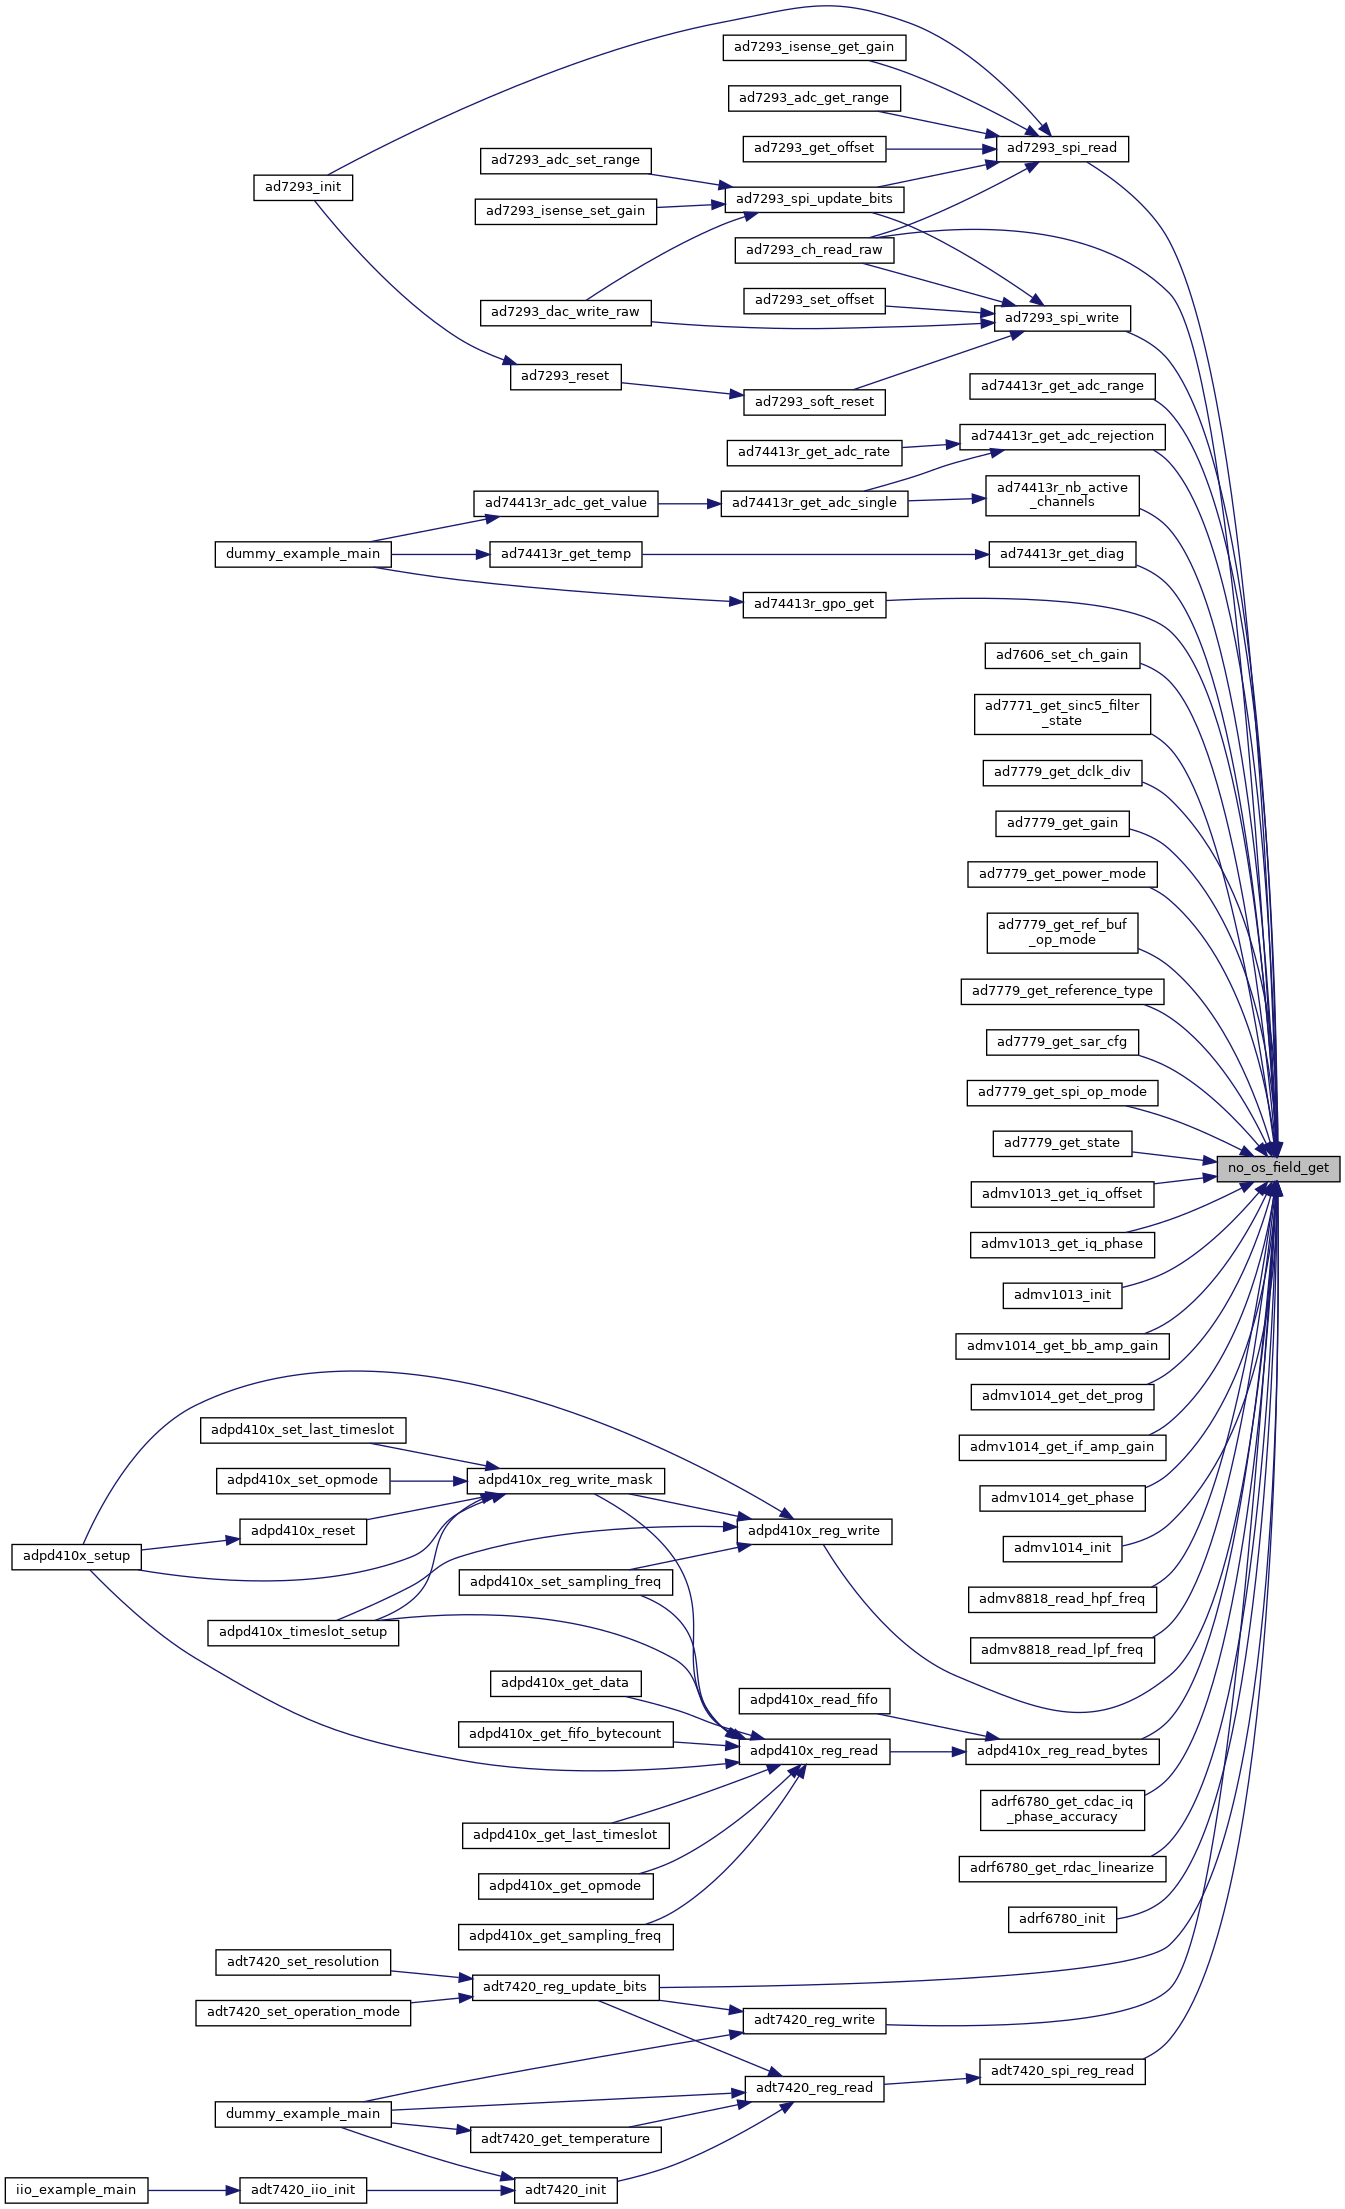 ad7293_isense_get_gain
ad7293_adc_get_range
ad7293_get_offset
ad7293_spi_read
ad7293_adc_set_range
ad7293_init
ad7293_spi_update_bits
ad7293_isense_set_gain
ad7293_ch_read_raw
ad7293_set_offset
ad7293_dac_write_raw
ad7293_spi_write
ad7293_reset
ad74413r_get_adc_range
ad7293_soft_reset
ad74413r_get_adc_rejection
ad74413r_get_adc_rate
ad74413r_nb_active
_channels
ad74413r_adc_get_value
ad74413r_get_adc_single
dummy_example_main
ad74413r_get_temp
ad74413r_get_diag
ad74413r_gpo_get
ad7606_set_ch_gain
ad7771_get_sinc5_filter
_state
ad7779_get_dclk_div
ad7779_get_gain
ad7779_get_power_mode
ad7779_get_ref_buf
_op_mode
ad7779_get_reference_type
ad7779_get_sar_cfg
ad7779_get_spi_op_mode
ad7779_get_state
no_os_field_get
admv1013_get_iq_offset
admv1013_get_iq_phase
admv1013_init
admv1014_get_bb_amp_gain
admv1014_get_det_prog
adpd410x_set_last_timeslot
admv1014_get_if_amp_gain
adpd410x_set_opmode
adpd410x_reg_write_mask
admv1014_get_phase
adpd410x_reset
adpd410x_reg_write
admv1014_init
adpd410x_setup
adpd410x_set_sampling_freq
admv8818_read_hpf_freq
adpd410x_timeslot_setup
admv8818_read_lpf_freq
adpd410x_get_data
adpd410x_read_fifo
adpd410x_get_fifo_bytecount
adpd410x_reg_read
adpd410x_reg_read_bytes
adrf6780_get_cdac_iq
_phase_accuracy
adpd410x_get_last_timeslot
adrf6780_get_rdac_linearize
adpd410x_get_opmode
adrf6780_init
adpd410x_get_sampling_freq
adt7420_set_resolution
adt7420_reg_update_bits
adt7420_set_operation_mode
adt7420_reg_write
adt7420_spi_reg_read
adt7420_reg_read
dummy_example_main
adt7420_get_temperature
iio_example_main
adt7420_iio_init
adt7420_init